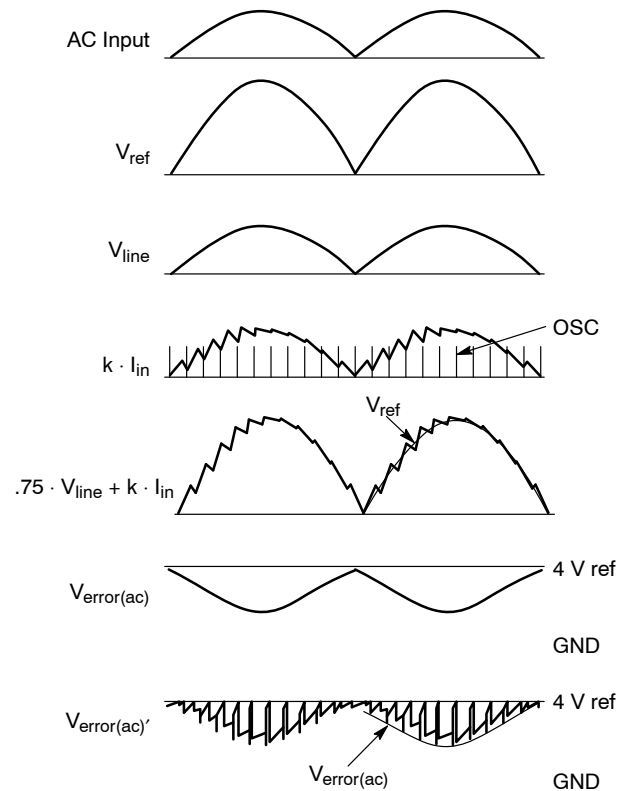 AC Input
Vref
Vline
OSC
k · Iin
Vref
.75 · Vline + k · Iin
4 V ref
Verror(ac)
GND
4 V ref
Verror(ac)′
Verror(ac)
GND